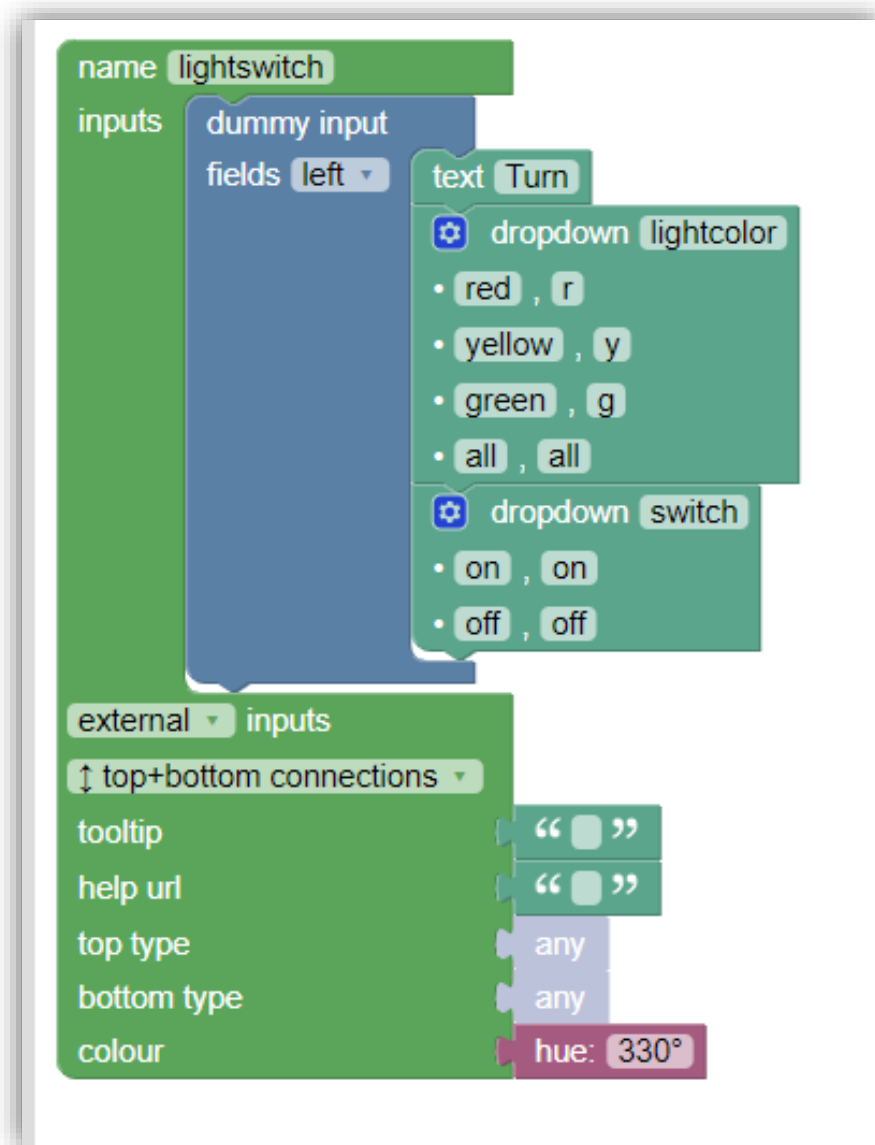 name lightswitch
inputs dummy input
fields left
text Turn
dropdown lightcolor
• red , r
• yellow , y
• green , g
• all , all
dropdown switch
• on , on
• off , off
external inputs
↕ top+bottom connections
tooltip “ ”
help url “ ”
top type any
bottom type any
colour hue: 330°